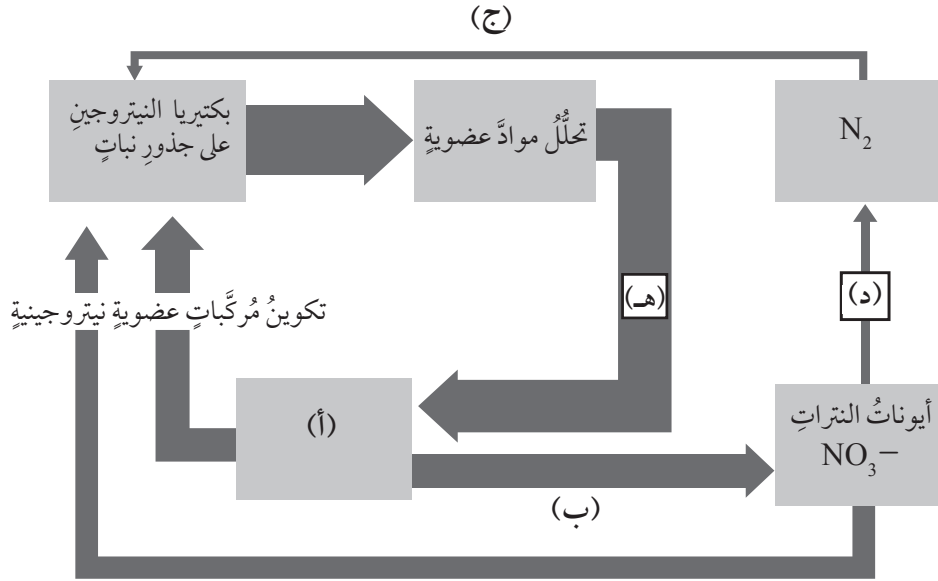 (ج)
بكتيريا النيتروجينِ
على جذورِ نباتٍ
تحلُّلُ موادَّ عضويةٍ
N₂
(هـ)
(د)
تكوينُ مُركَّباتٍ عضويةٍ نيتروجينيةٍ
(أ)
أيوناتُ النتراتِ
NO₃−
(ب)